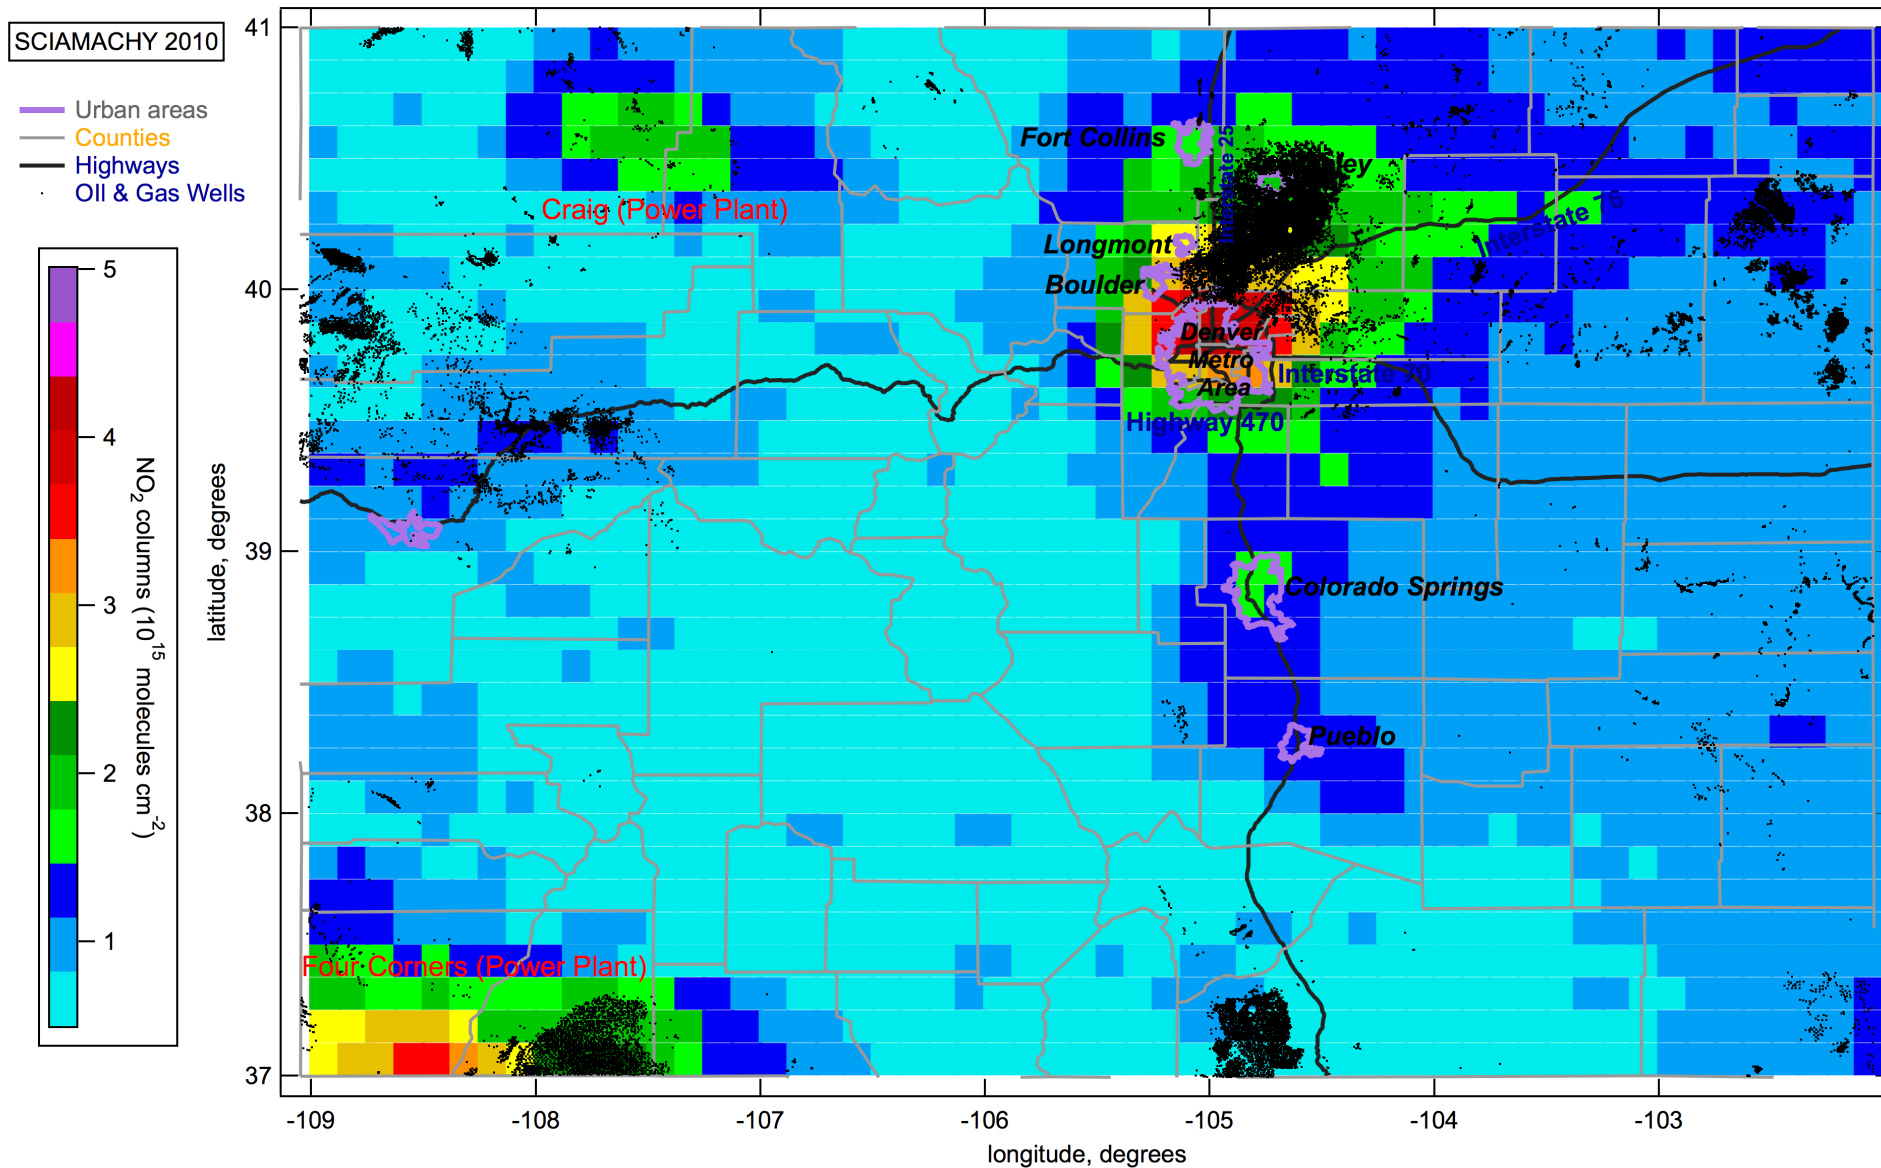 SCIAMACHY 2010
Urban areas
Counties
Highways
OIl & Gas Wells
5
4
3
2
1
NO2 columns (10^15 molecules cm^-2)
41
40
39
38
37
latitude, degrees
-109
-108
-107
-106
-105
-104
-103
longitude, degrees
Craig (Power Plant)
Fort Collins
Interstate 25
Longmont
Boulder
Interstate 76
Denver
Metro
Area
Interstate 70
Highway 470
Colorado Springs
Pueblo
Four Corners (Power Plant)